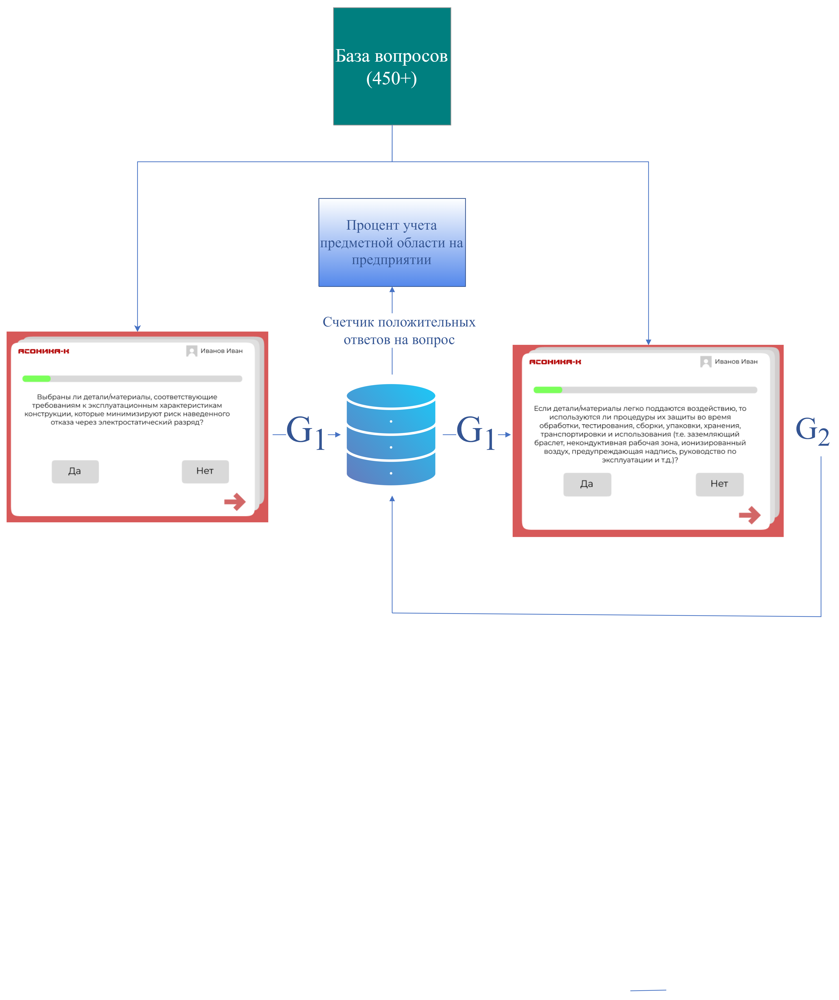 База вопросов
(450+)
Процент учета
предметной области на
предприятии
Счетчик положительных
ответов на вопрос
АСОНИКА-К
Иванов Иван
Выбраны ли детали/материалы, соответствующие
требованиям к эксплуатационным характеристикам
конструкции, которые минимизируют риск наведенного
отказа через электростатический разряд?
Да
Нет
G1
G1
АСОНИКА-К
Иванов Иван
Если детали/материалы легко поддаются воздействию, то
используются ли процедуры их защиты во время
обработки, тестирования, сборки, упаковки, хранения,
транспортировки и использования (т.е. заземляющий
браслет, некондуктивная рабочая зона, ионизированный
воздух, предупреждающая надпись, руководство по
эксплуатации и т.д.)?
Да
Нет
G2